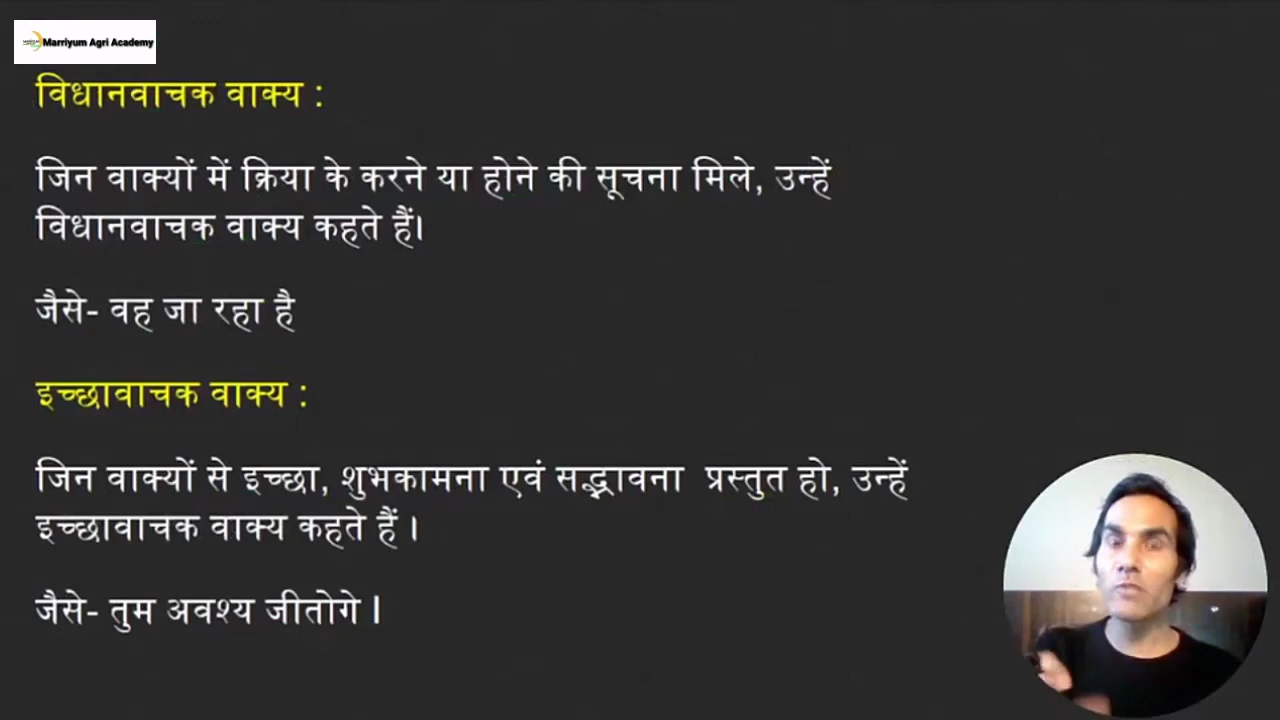 Marriyum Agri Academy
विधानवाचक वाक्य :
जिन वाक्यों में क्रिया के करने या होने की सूचना मिले, उन्हें
विधानवाचक वाक्य कहते हैं।
जैसे- वह जा रहा है
इच्छावाचक वाक्य :
जिन वाक्यों से इच्छा, शुभकामना एवं सद्भावना प्रस्तुत हो, उन्हें
इच्छावाचक वाक्य कहते हैं ।
जैसे- तुम अवश्य जीतोगे l